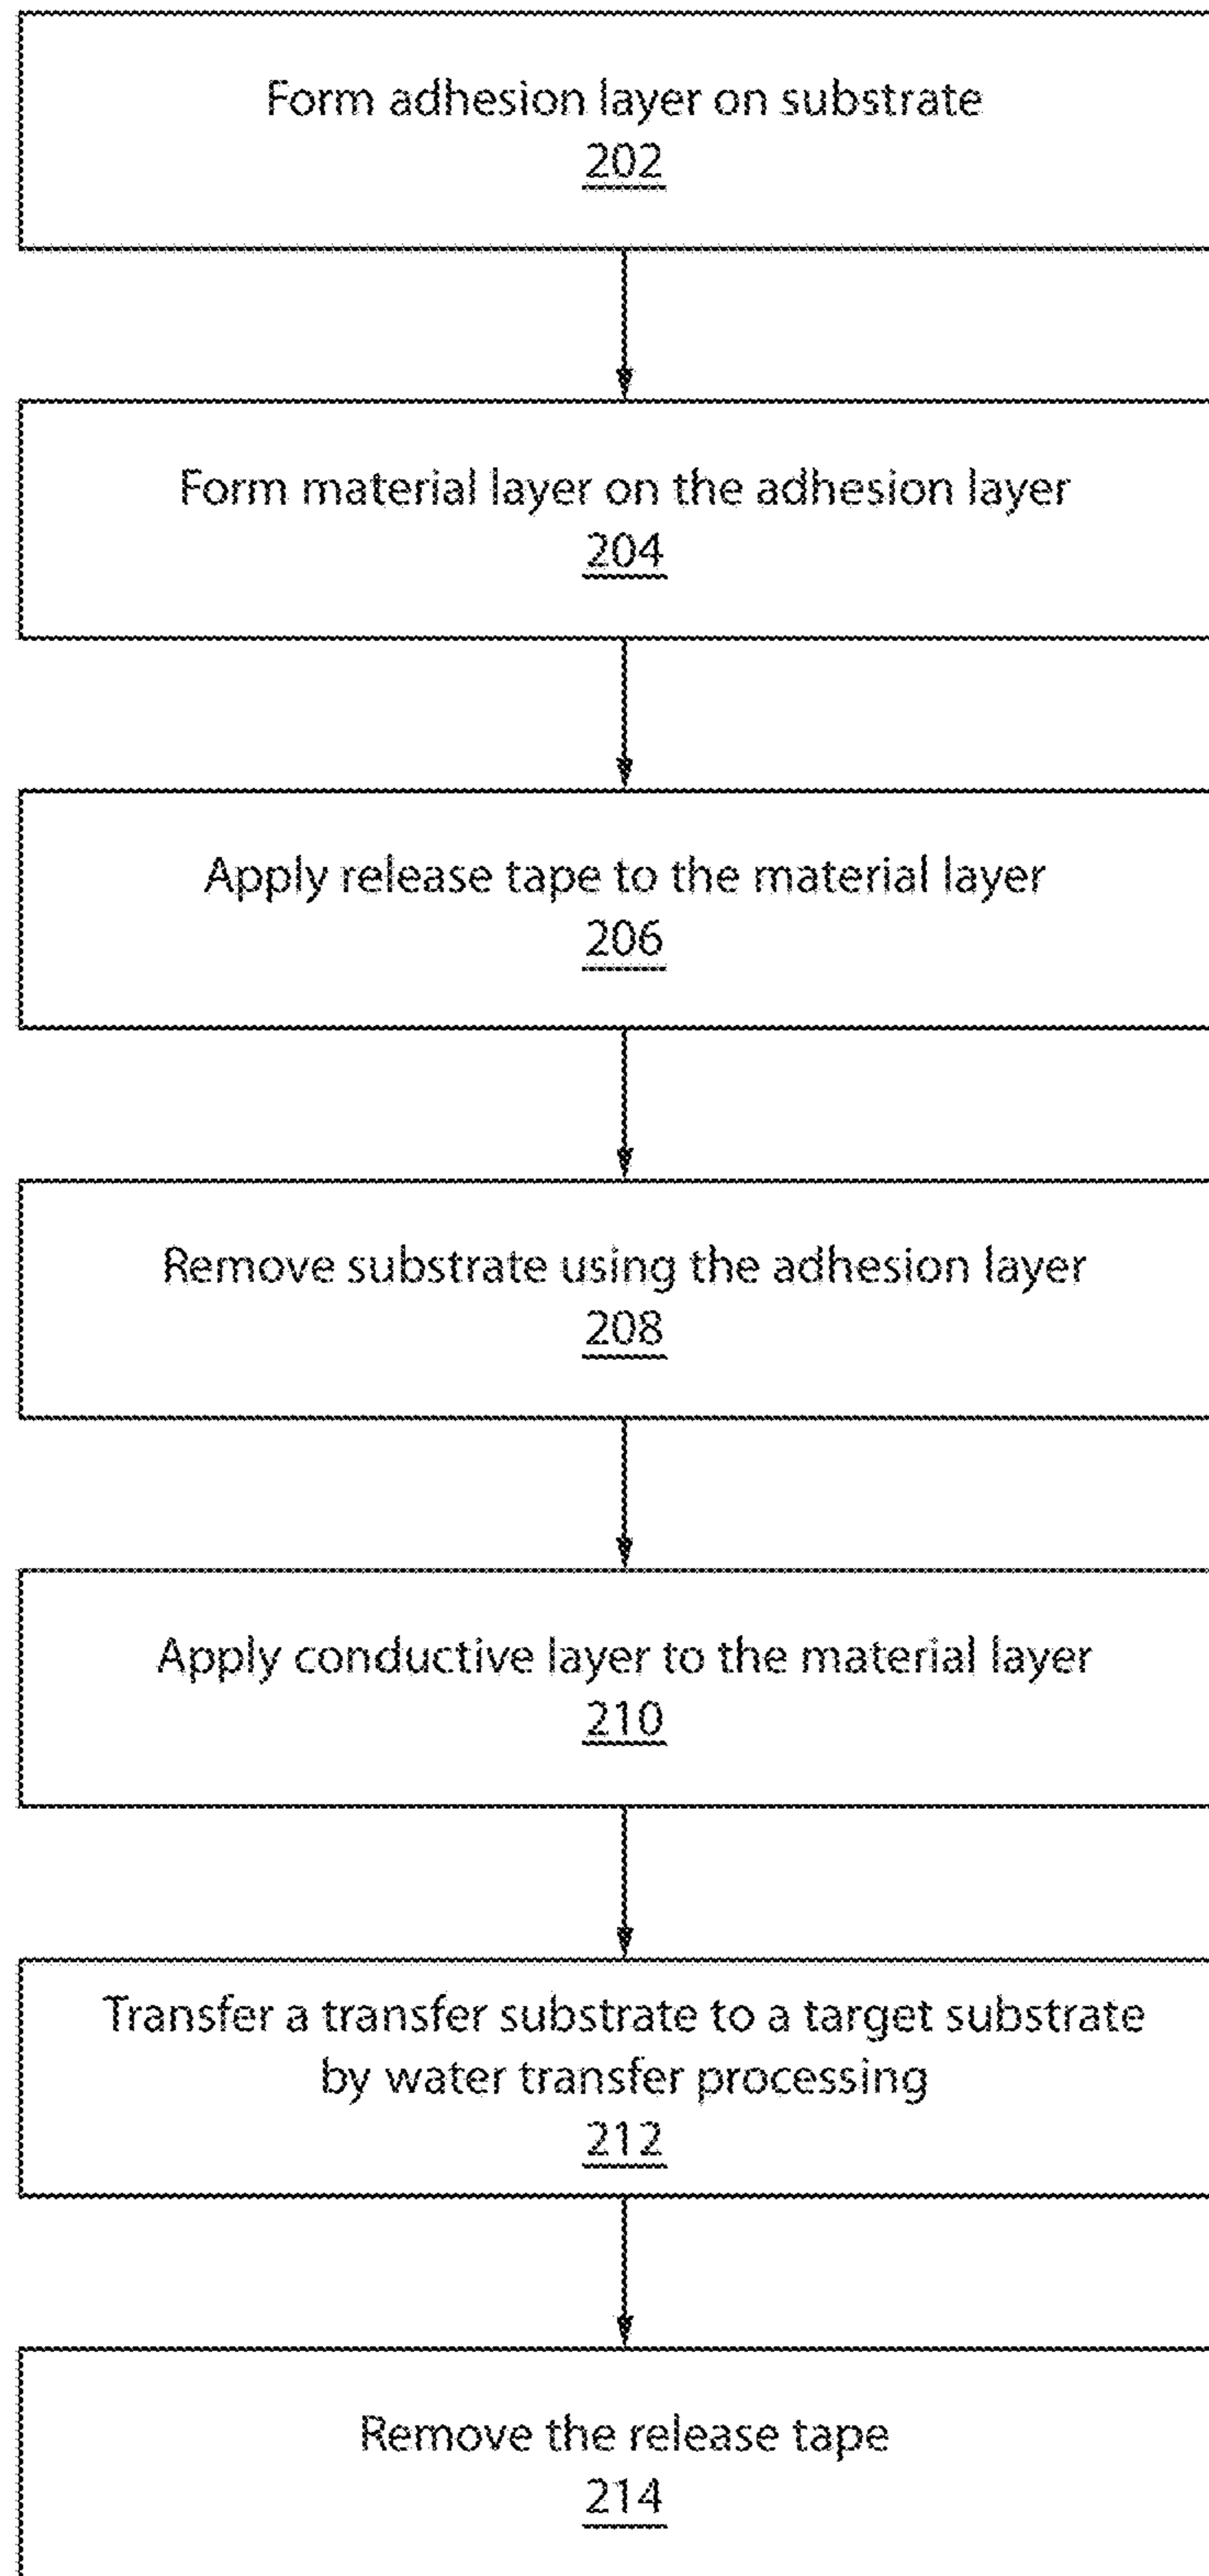 Form adhesion layer on substrate
202
Form material layer on the adhesion layer
204
Apply release tape to the material layer
206
Remove substrate using the adhesion layer
208
Apply conductive layer to the material layer
210
Transfer a transfer substrate to a target substrate
by water transfer processing
212
Remove the release tape
214